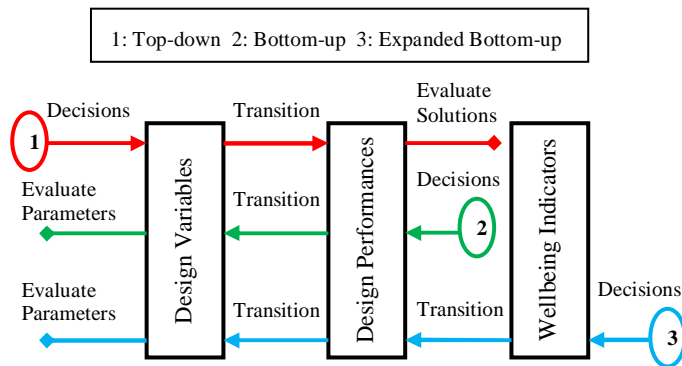 1: Top-down 2: Bottom-up 3: Expanded Bottom-up
Decisions
Transition
Evaluate
Solutions
1
Evaluate
Parameters
Transition
Decisions
2
Evaluate
Parameters
Transition
Transition
Decisions
3
Design Variables
Design Performances
Wellbeing Indicators